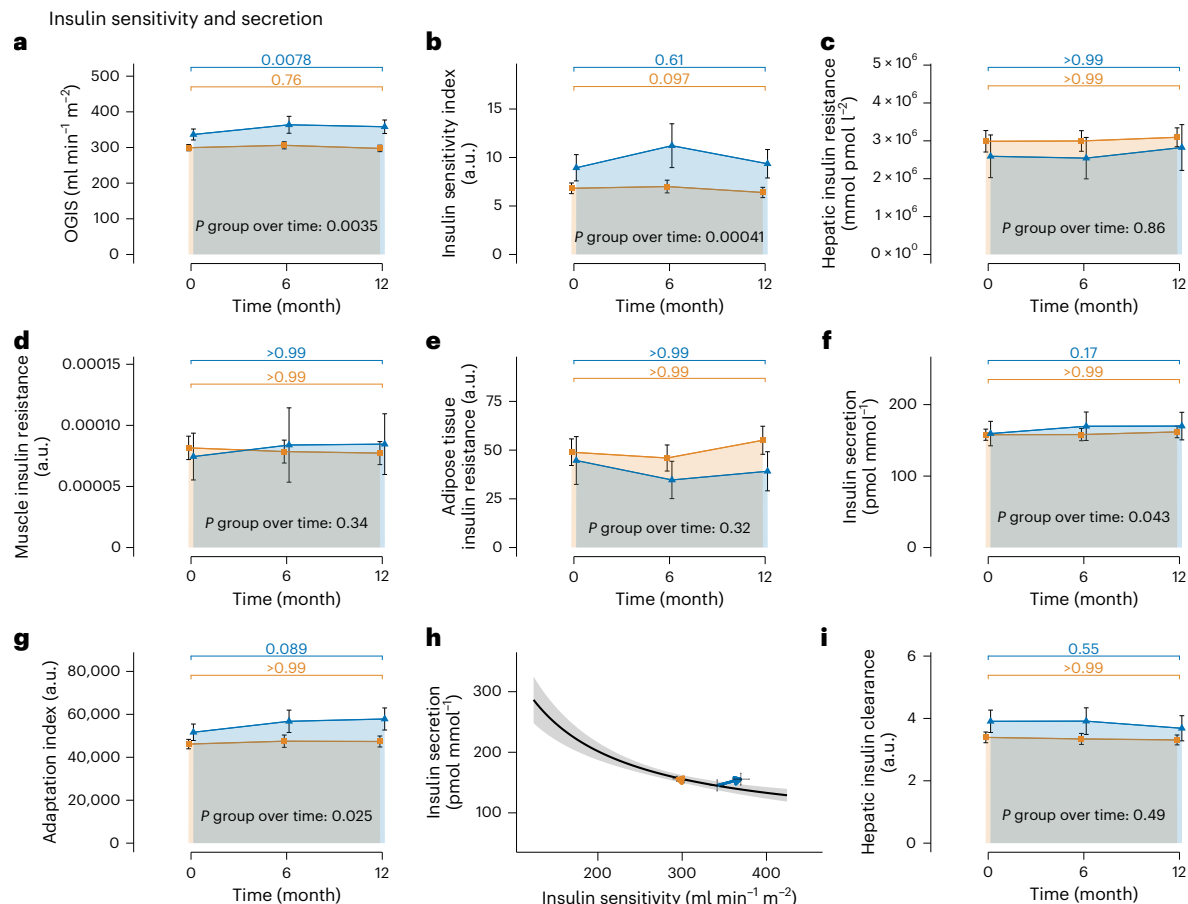 Insulin sensitivity and secretion
a
OGIS (ml min⁻¹ m⁻²)
500
400
300
200
100
0
0.0078
0.76
P group over time: 0.0035
0 6 12
Time (month)
b
Insulin sensitivity index
(a.u.)
15
10
5
0
0.61
0.097
P group over time: 0.00041
0 6 12
Time (month)
c
Hepatic insulin resistance
(mmol pmol l⁻²)
5 × 10⁶
4 × 10⁶
3 × 10⁶
2 × 10⁶
1 × 10⁶
0 × 10⁰
>0.99
>0.99
P group over time: 0.86
0 6 12
Time (month)
d
Muscle insulin resistance
(a.u.)
0.00015
0.00010
0.00005
0
>0.99
>0.99
P group over time: 0.34
0 6 12
Time (month)
e
Adipose tissue
insulin resistance (a.u.)
75
50
25
0
>0.99
>0.99
P group over time: 0.32
0 6 12
Time (month)
f
Insulin secretion
(pmol mmol⁻¹)
200
100
0
0.17
>0.99
P group over time: 0.043
0 6 12
Time (month)
g
Adaptation index (a.u.)
80,000
60,000
40,000
20,000
0
0.089
>0.99
P group over time: 0.025
0 6 12
Time (month)
h
Insulin secretion
(pmol mmol⁻¹)
300
200
100
200 300 400
Insulin sensitivity (ml min⁻¹ m⁻²)
i
Hepatic insulin clearance
(a.u.)
6
4
2
0
0.55
>0.99
P group over time: 0.49
0 6 12
Time (month)